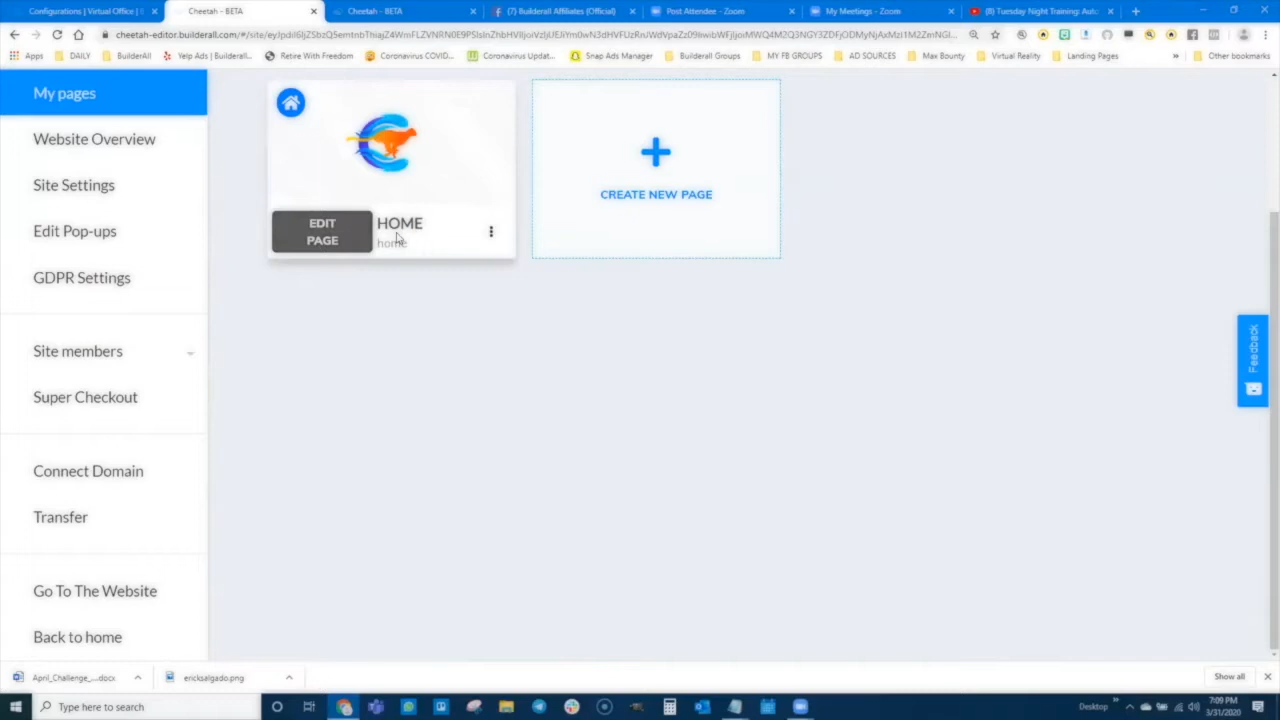 Configurations | Virtual Office |
Cheetah - BETA
Cheetah - BETA
(7) Builderall Affiliates (Official)
Post Attendee - Zoom
My Meetings - Zoom
(8) Tuesday Night Training: Auto
Apps
DAILY
BuilderAll
Yelp Ads | Builderall...
Retire With Freedom
Coronavirus COVID...
Coronavirus Updat...
Snap Ads Manager
Builderall Groups
MY FB GROUPS
AD SOURCES
Max Bounty
Virtual Reality
Landing Pages
Other bookmarks
My pages
Website Overview
Site Settings
Edit Pop-ups
GDPR Settings
Site members
Super Checkout
Connect Domain
Transfer
Go To The Website
Back to home
EDIT
PAGE
HOME
home
CREATE NEW PAGE
Feedback
April_Challenge_....docx
ericksalgado.png
Show all
Type here to search
Desktop
7:09 PM
3/31/2020